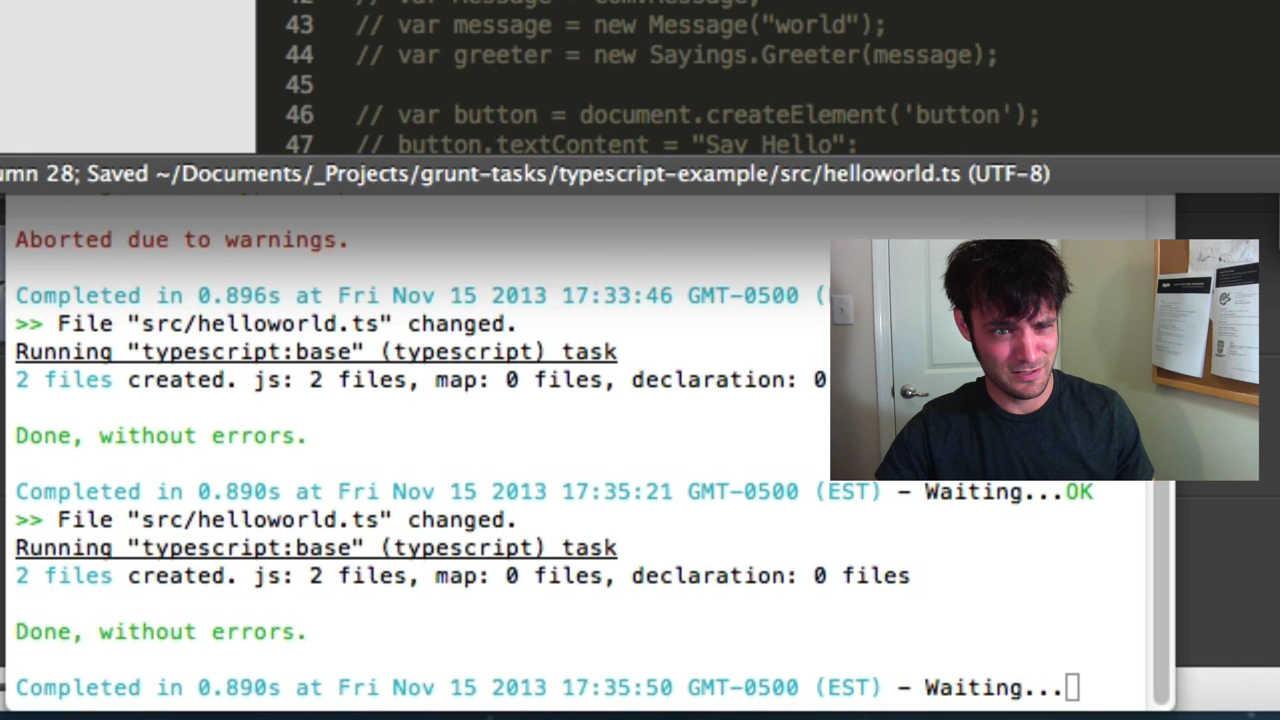 43 // var message = new Message("world");
44 // var greeter = new Sayings.Greeter(message);
45
46 // var button = document.createElement('button');
47 // button.textContent = "Say Hello";
umn 28; Saved ~/Documents/_Projects/grunt-tasks/typescript-example/src/helloworld.ts (UTF-8)
Aborted due to warnings.
Completed in 0.896s at Fri Nov 15 2013 17:33:46 GMT-0500 (
>> File "src/helloworld.ts" changed.
Running "typescript:base" (typescript) task
2 files created. js: 2 files, map: 0 files, declaration: 0
Done, without errors.
Completed in 0.890s at Fri Nov 15 2013 17:35:21 GMT-0500 (EST) - Waiting...OK
>> File "src/helloworld.ts" changed.
Running "typescript:base" (typescript) task
2 files created. js: 2 files, map: 0 files, declaration: 0 files
Done, without errors.
Completed in 0.890s at Fri Nov 15 2013 17:35:50 GMT-0500 (EST) - Waiting...